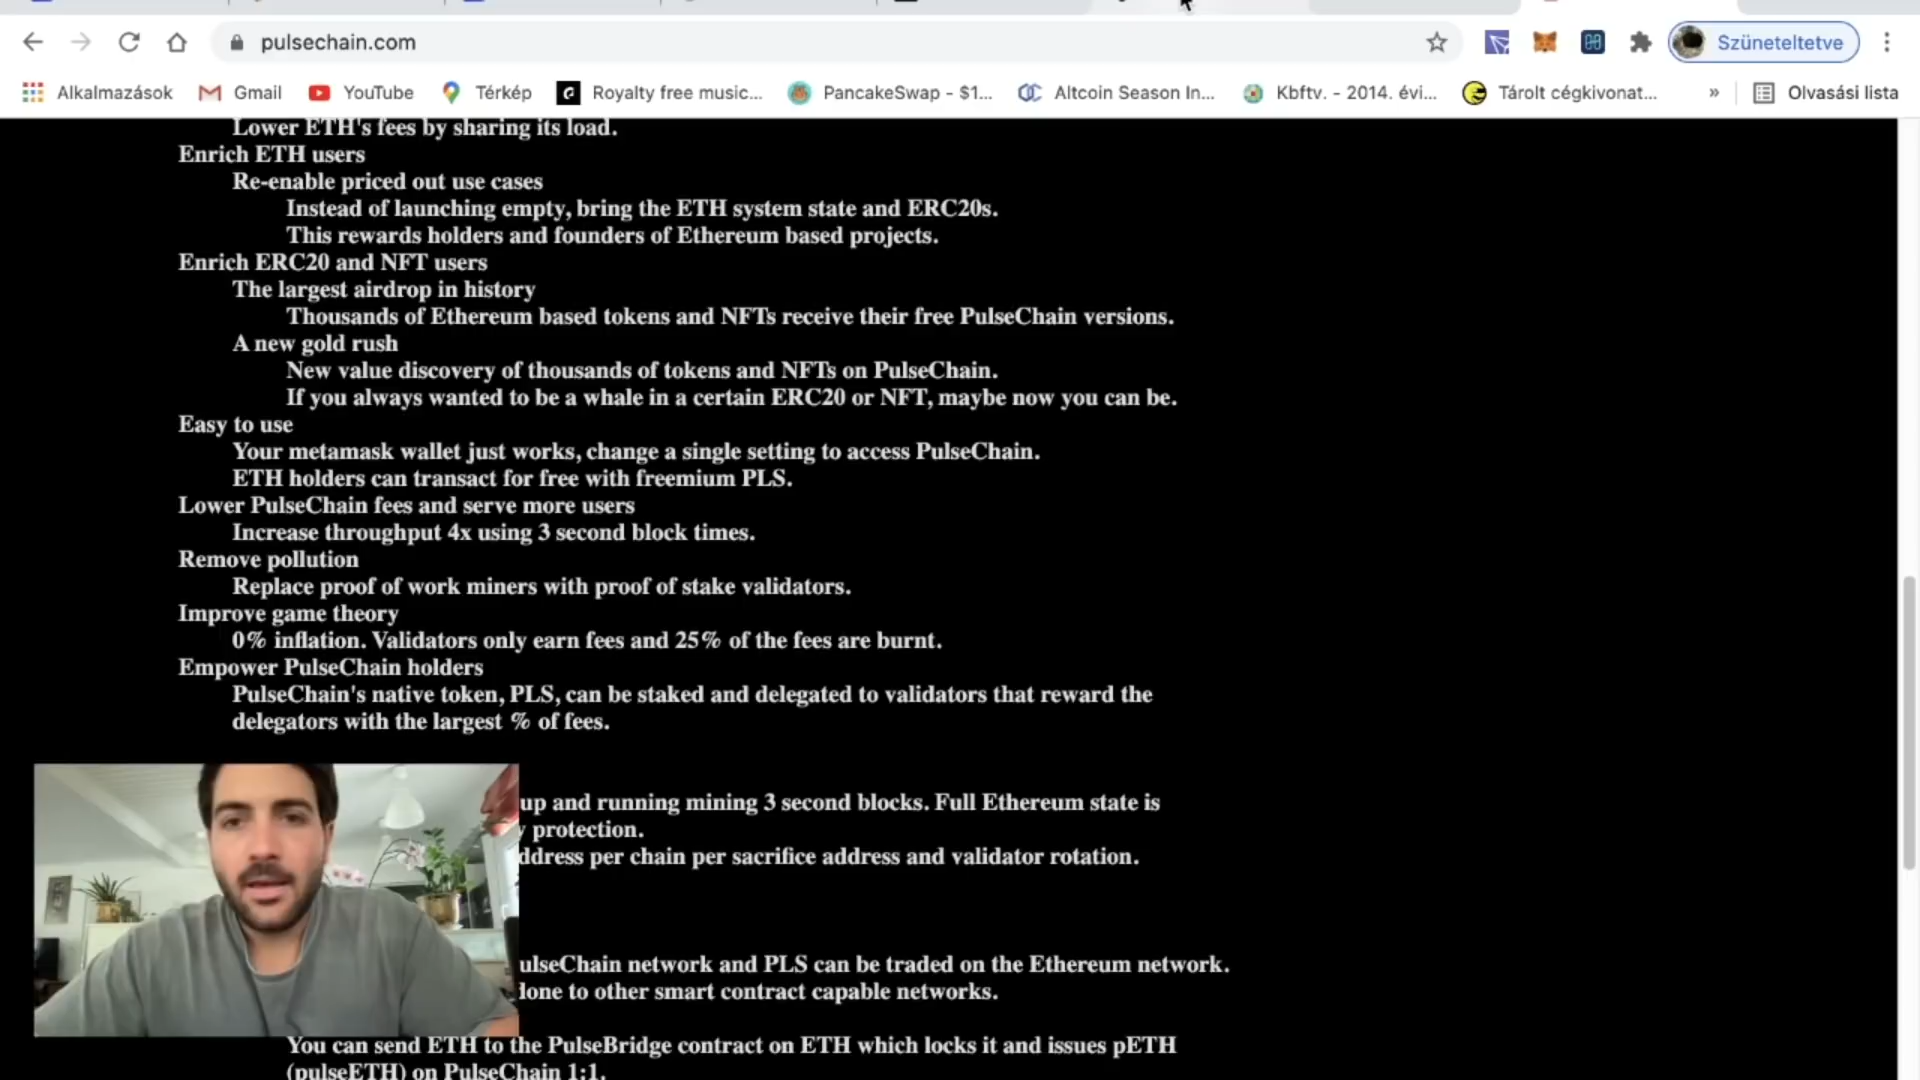 pulsechain.com
Szüneteltetve
Alkalmazások Gmail YouTube Térkép Royalty free music... PancakeSwap - $1... Altcoin Season In... Kbftv. - 2014. évi... Tárolt cégkivonat... » Olvasási lista
Lower ETH's fees by sharing its load.
Enrich ETH users
Re-enable priced out use cases
Instead of launching empty, bring the ETH system state and ERC20s.
This rewards holders and founders of Ethereum based projects.
Enrich ERC20 and NFT users
The largest airdrop in history
Thousands of Ethereum based tokens and NFTs receive their free PulseChain versions.
A new gold rush
New value discovery of thousands of tokens and NFTs on PulseChain.
If you always wanted to be a whale in a certain ERC20 or NFT, maybe now you can be.
Easy to use
Your metamask wallet just works, change a single setting to access PulseChain.
ETH holders can transact for free with freemium PLS.
Lower PulseChain fees and serve more users
Increase throughput 4x using 3 second block times.
Remove pollution
Replace proof of work miners with proof of stake validators.
Improve game theory
0% inflation. Validators only earn fees and 25% of the fees are burnt.
Empower PulseChain holders
PulseChain's native token, PLS, can be staked and delegated to validators that reward the
delegators with the largest % of fees.
up and running mining 3 second blocks. Full Ethereum state is
protection.
ddress per chain per sacrifice address and validator rotation.
ulseChain network and PLS can be traded on the Ethereum network.
done to other smart contract capable networks.
You can send ETH to the PulseBridge contract on ETH which locks it and issues pETH
(pulseETH) on PulseChain 1:1.